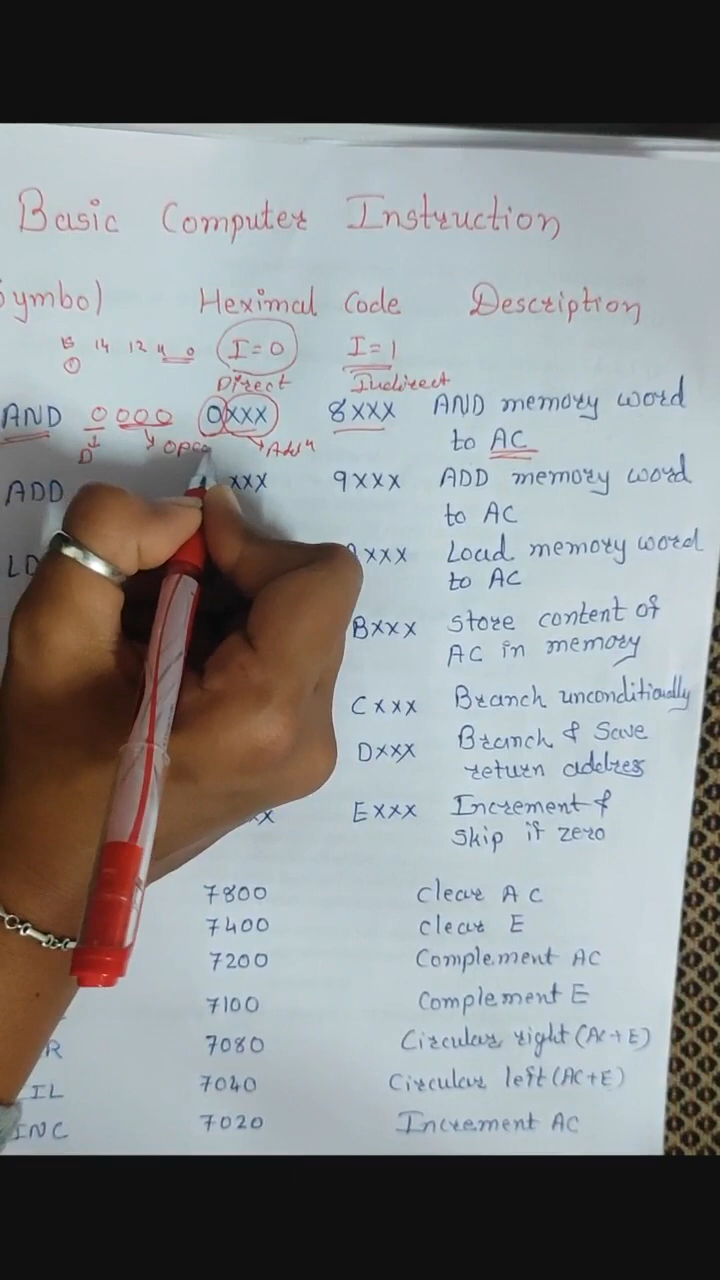 Basic Computer Instruction
Symbol Heximal Code Description
15 14 12 11 0 I=0 I=1
Direct Indirect
AND 0 000 0XXX 8XXX AND memory word
to AC
D
ADD XXX 9XXX ADD memory word
to AC
XXX Load memory word
to AC
BXXX Store content of
AC in memory
CXXX Branch unconditionally
DXXX Branch & Save
return address
EXXX Increment &
Skip if zero
7800 Clear AC
7400 Clear E
7200 Complement AC
7100 Complement E
R 7080 Circular right (AC+E)
IL 7040 Circular left (AC+E)
INC 7020 Increment AC